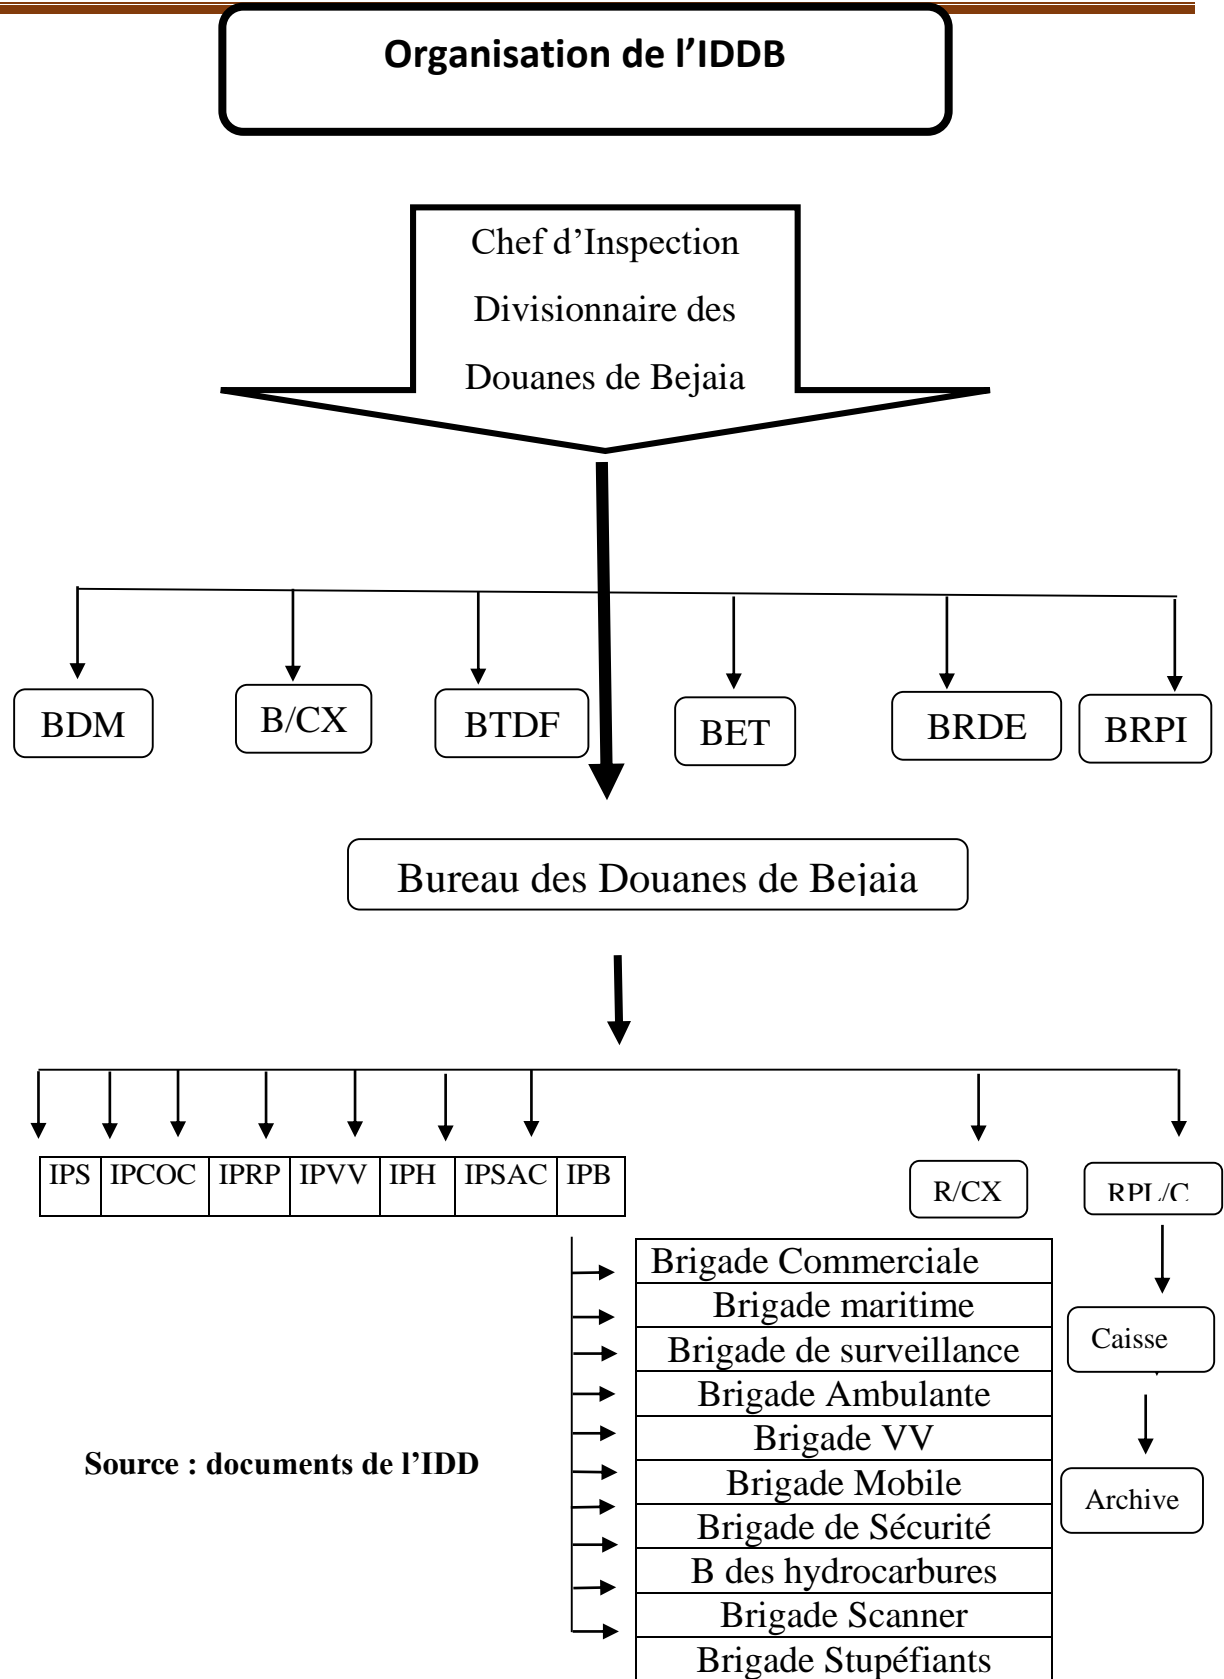 Organisation de l’IDDB
Chef d’Inspection
Divisionnaire des
Douanes de Bejaia
BDM
B/CX
BTDF
BET
BRDE
BRPI
Bureau des Douanes de Bejaia
IPS IPCOC IPRP IPVV IPH IPSAC IPB
R/CX
RPL/C
Brigade Commerciale
Brigade maritime
Brigade de surveillance
Brigade Ambulante
Brigade VV
Brigade Mobile
Brigade de Sécurité
B des hydrocarbures
Brigade Scanner
Brigade Stupéfiants
Caisse
Archive
Source : documents de l’IDD